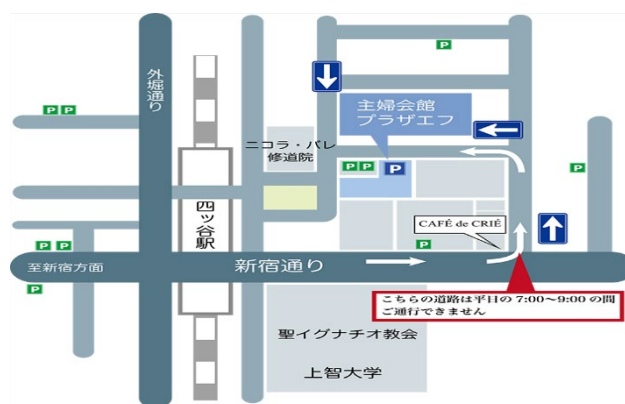 外堀通り
P
P P
主婦会館
プラザエフ
ニコラ・バレ
修道院
P P
P
P
四ッ谷駅
CAFÉ de CRIÉ
P P
P
至新宿方面
新宿通り
P
こちらの道路は平日の 7:00～9:00 の間
ご通行できません
聖イグナチオ教会
上智大学